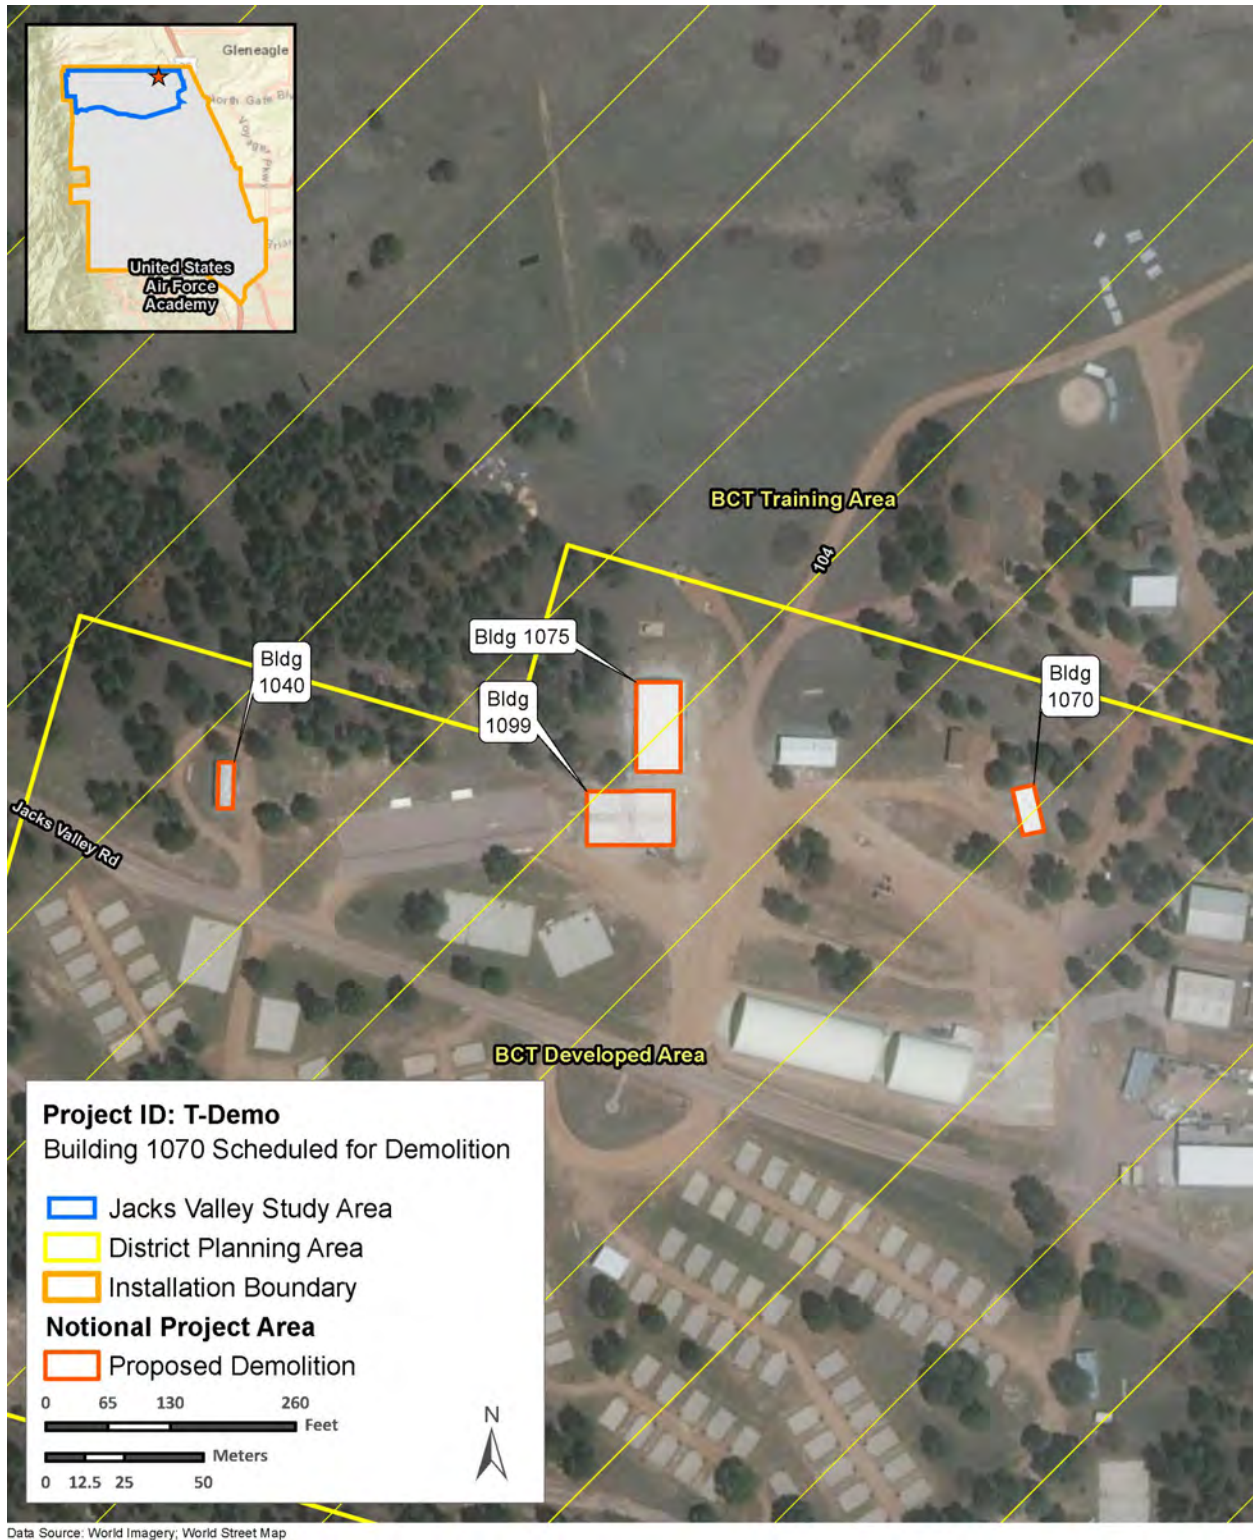 Gleneagle
North Gate Blv
Voyager
Pkwy
Briar
United States
Air Force
Academy
BCT Training Area
104
Bldg 1075
Bldg
1040
Bldg
1099
Bldg
1070
Jacks Valley Rd
BCT Developed Area
Project ID: T-Demo
Building 1070 Scheduled for Demolition
Jacks Valley Study Area
District Planning Area
Installation Boundary
Notional Project Area
Proposed Demolition
0 65 130 260
Feet
Meters
0 12.5 25 50
N
Data Source: World Imagery; World Street Map